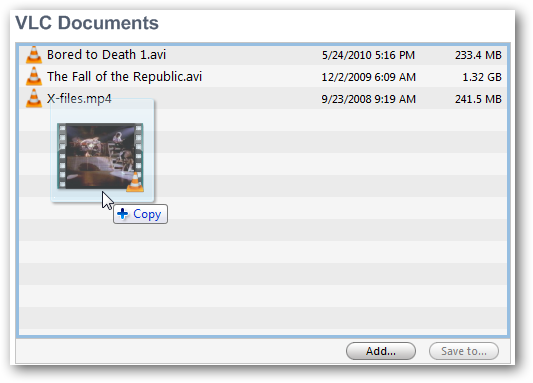 VLC Documents
Bored to Death 1.avi 5/24/2010 5:16 PM 233.4 MB
The Fall of the Republic.avi 12/2/2009 6:09 AM 1.32 GB
X-files.mp4 9/23/2008 9:19 AM 241.5 MB
Copy
Add... Save to...